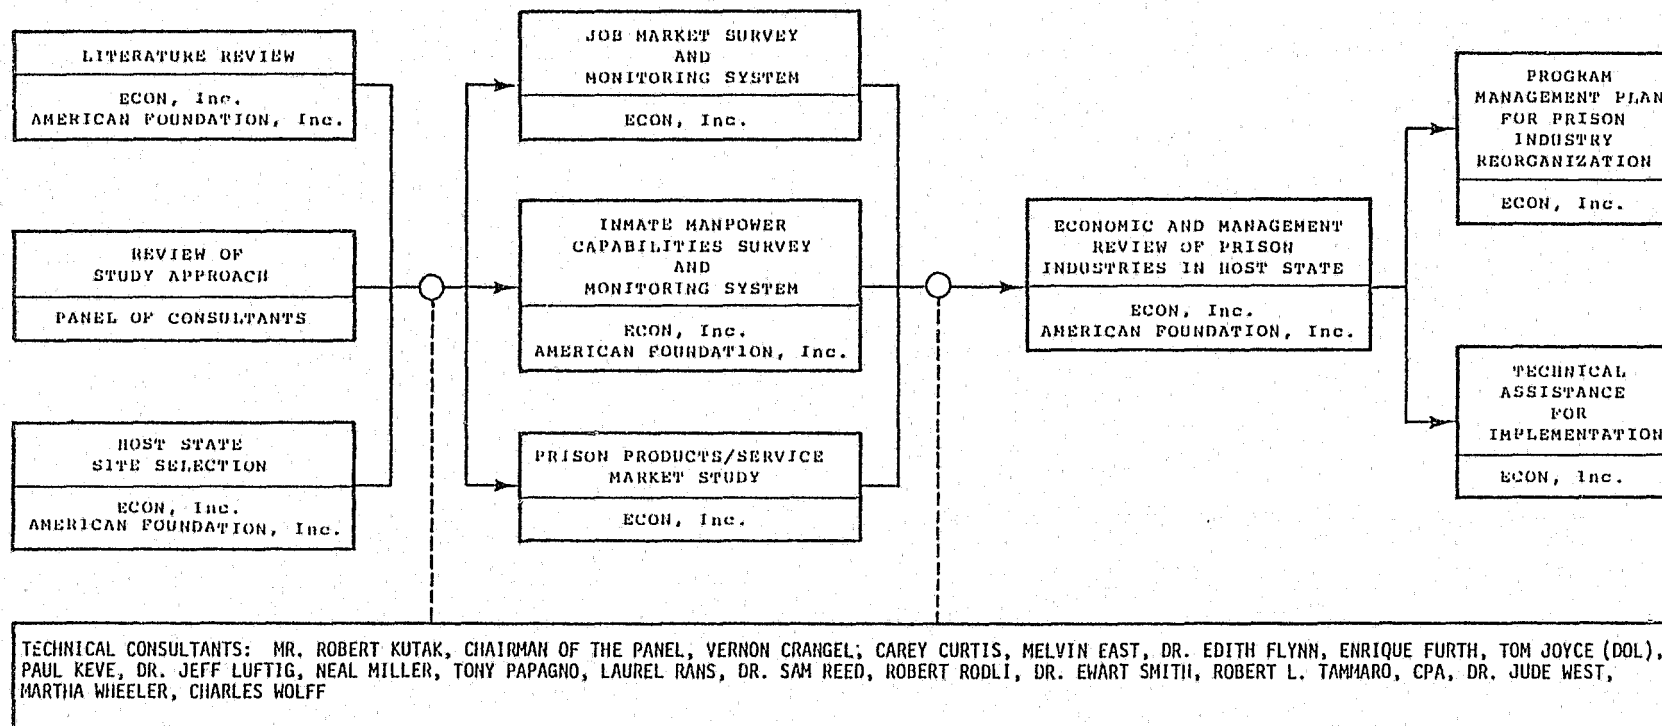 LITERATURE REVIEW
ECON, Inc.
AMERICAN FOUNDATION, Inc.
REVIEW OF
STUDY APPROACH
PANEL OF CONSULTANTS
HOST STATE
SITE SELECTION
ECON, Inc.
AMERICAN FOUNDATION, Inc.
JOB MARKET SURVEY
AND
MONITORING SYSTEM
ECON, Inc.
INMATE MANPOWER
CAPABILITIES SURVEY
AND
MONITORING SYSTEM
ECON, Inc.
AMERICAN FOUNDATION, Inc.
PRISON PRODUCTS/SERVICE
MARKET STUDY
ECON, Inc.
ECONOMIC AND MANAGEMENT
REVIEW OF PRISON
INDUSTRIES IN HOST STATE
ECON, Inc.
AMERICAN FOUNDATION, Inc.
PROGRAM
MANAGEMENT PLAN
FOR PRISON
INDUSTRY
REORGANIZATION
ECON, Inc.
TECHNICAL
ASSISTANCE
FOR
IMPLEMENTATION
ECON, Inc.
TECHNICAL CONSULTANTS: MR. ROBERT KUTAK, CHAIRMAN OF THE PANEL, VERNON CRANGEL, CAREY CURTIS, MELVIN EAST, DR. EDITH FLYNN, ENRIQUE FURTH, TOM JOYCE (DOL),
PAUL KEVE, DR. JEFF LUFTIG, NEAL MILLER, TONY PAPAGNO, LAUREL RANS, DR. SAM REED, ROBERT RODLI, DR. EWART SMITH, ROBERT L. TAMMARO, CPA, DR. JUDE WEST,
MARTHA WHEELER, CHARLES WOLFF